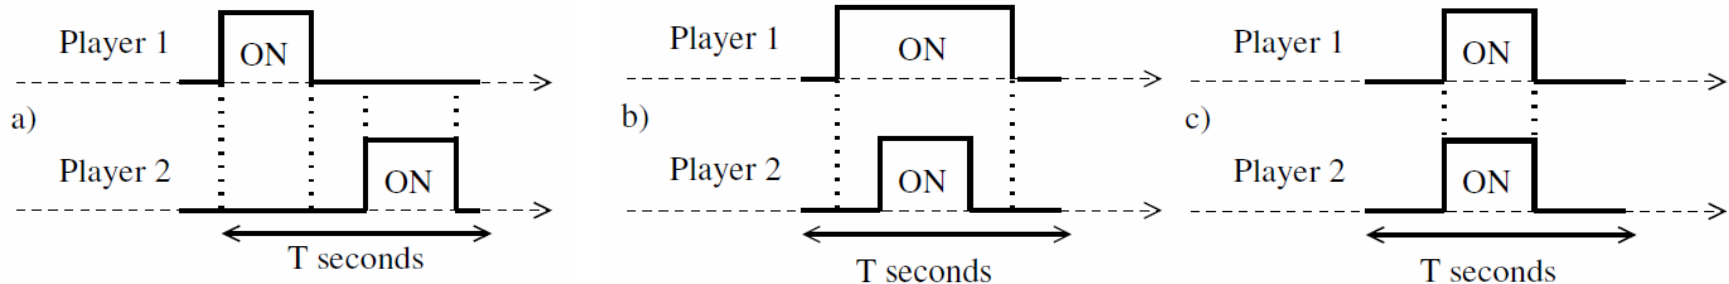 a)
Player 1
ON
Player 2
ON
T seconds
b)
Player 1
ON
Player 2
ON
T seconds
c)
Player 1
ON
Player 2
ON
T seconds